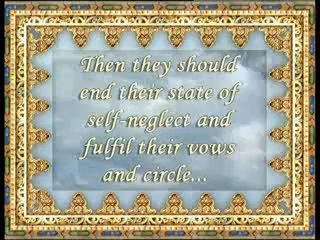 Then they should
end their state of
self-neglect and
fulfil their vows
and circle...